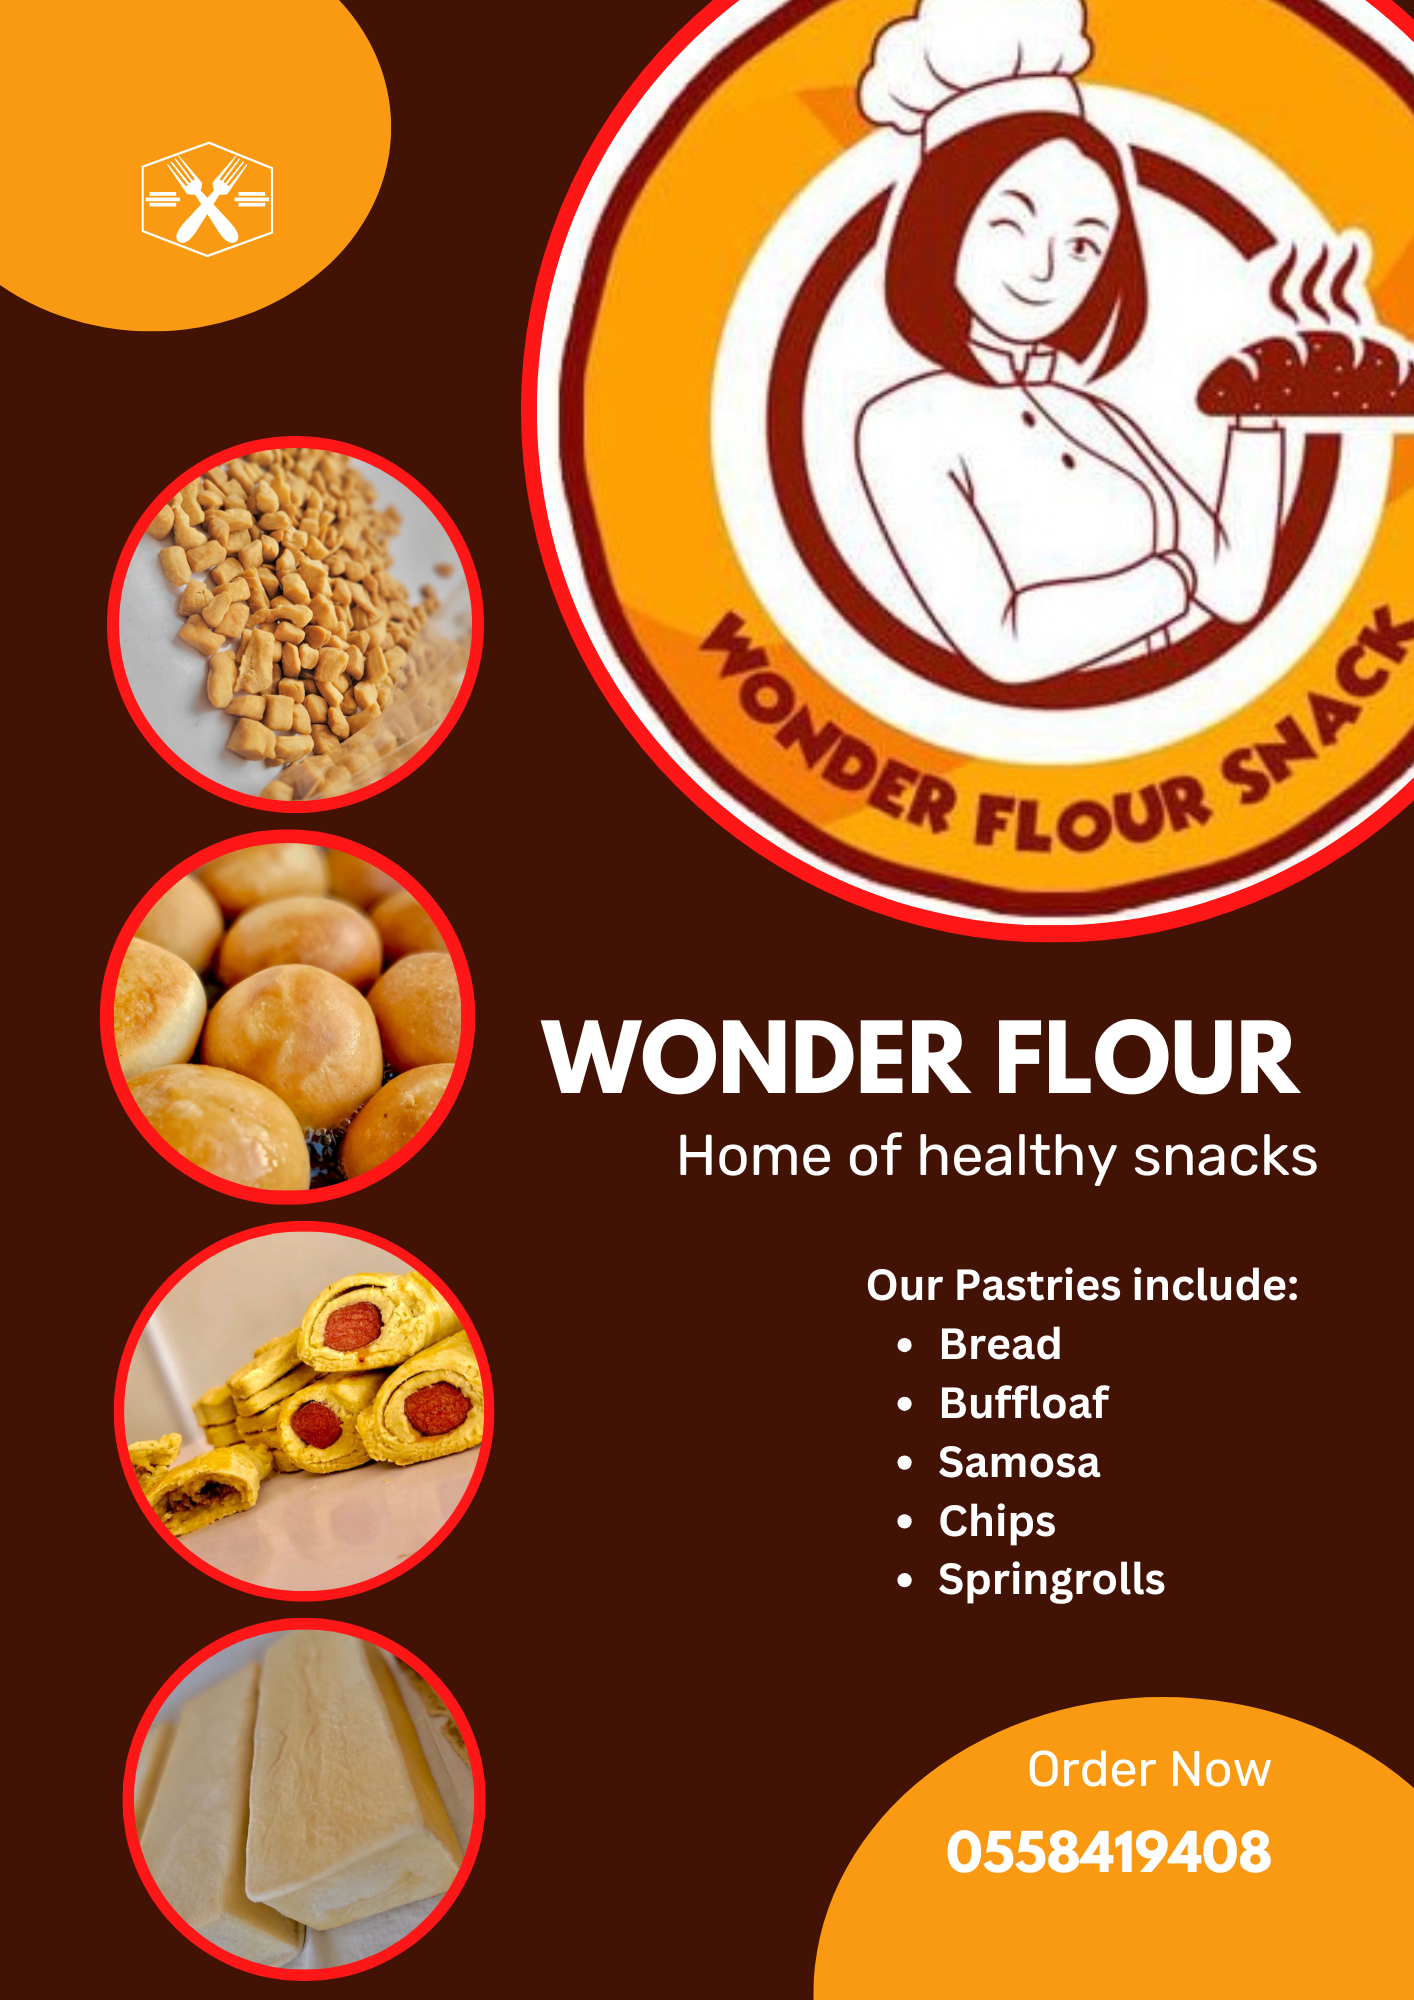 WONDER FLOUR SNACK
WONDER FLOUR
Home of healthy snacks
Our Pastries include:
• Bread
• Buffloaf
• Samosa
• Chips
• Springrolls
Order Now
0558419408